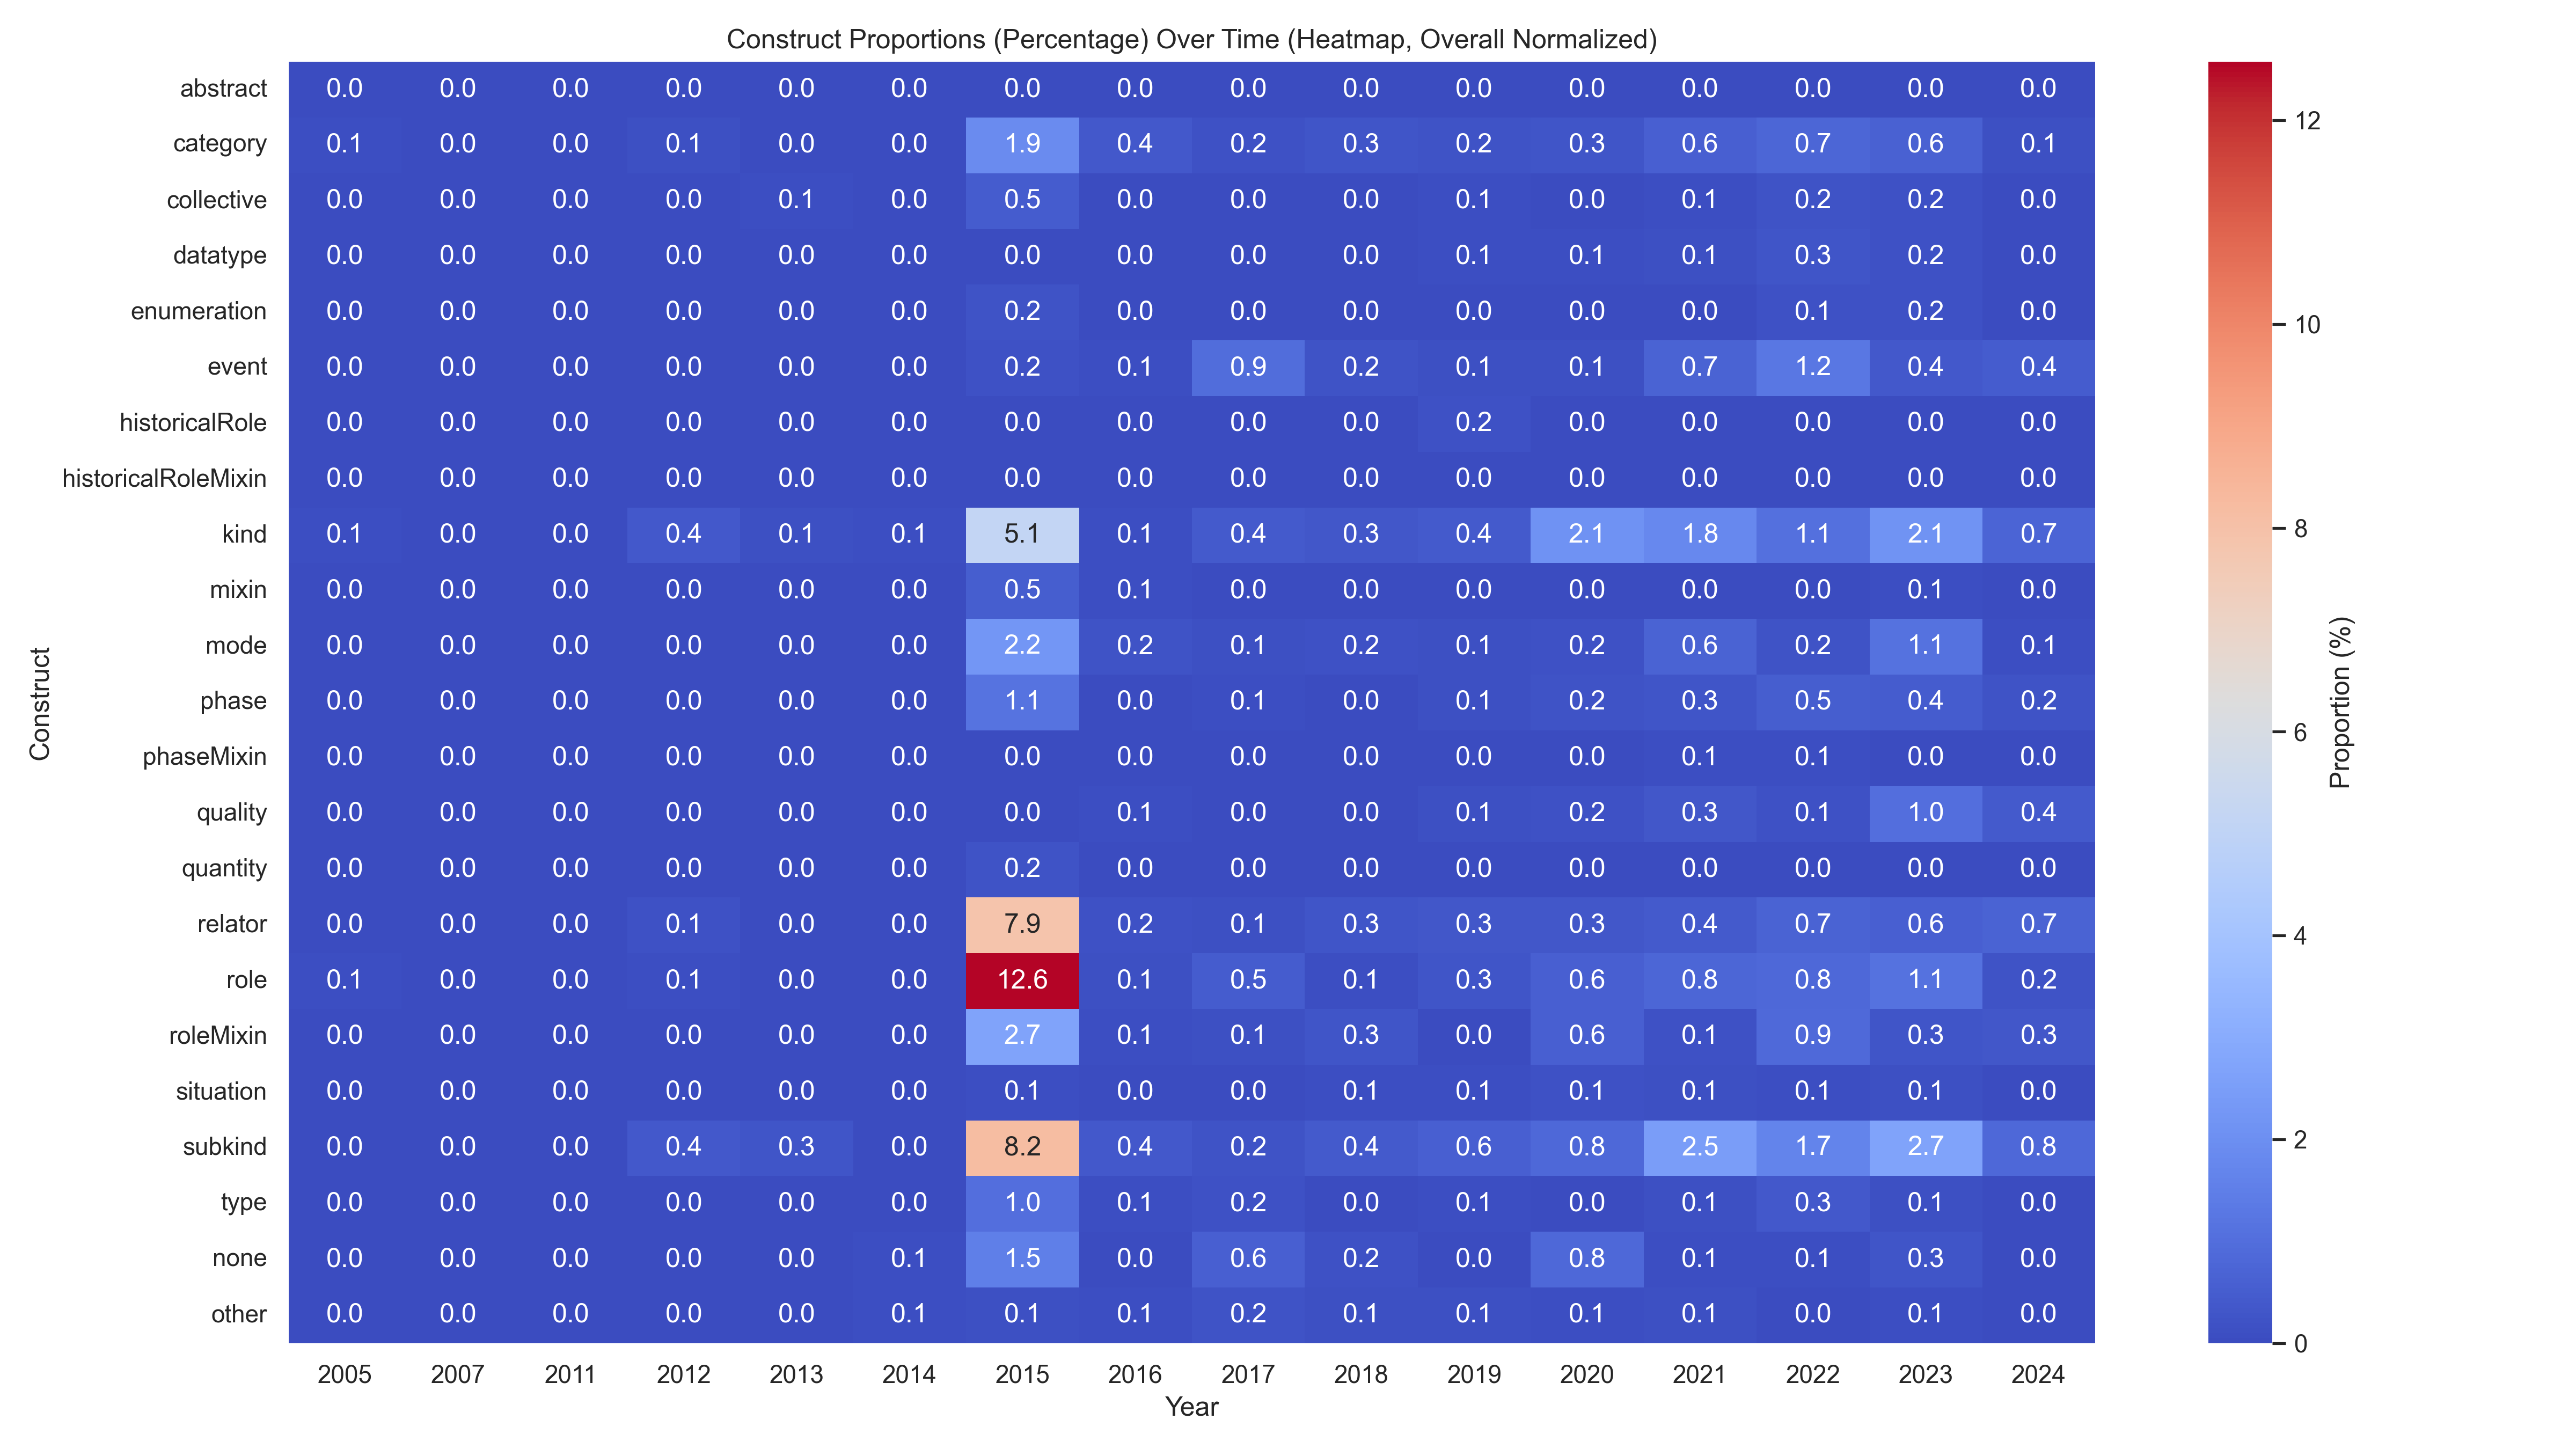 Construct Proportions (Percentage) Over Time (Heatmap, Overall Normalized)
abstract 0.0 0.0 0.0 0.0 0.0 0.0 0.0 0.0 0.0 0.0 0.0 0.0 0.0 0.0 0.0 0.0
category 0.1 0.0 0.0 0.1 0.0 0.0 1.9 0.4 0.2 0.3 0.2 0.3 0.6 0.7 0.6 0.1
collective 0.0 0.0 0.0 0.0 0.1 0.0 0.5 0.0 0.0 0.0 0.1 0.0 0.1 0.2 0.2 0.0
datatype 0.0 0.0 0.0 0.0 0.0 0.0 0.0 0.0 0.0 0.0 0.1 0.1 0.1 0.3 0.2 0.0
enumeration 0.0 0.0 0.0 0.0 0.0 0.0 0.2 0.0 0.0 0.0 0.0 0.0 0.0 0.1 0.2 0.0
event 0.0 0.0 0.0 0.0 0.0 0.0 0.2 0.1 0.9 0.2 0.1 0.1 0.7 1.2 0.4 0.4
historicalRole 0.0 0.0 0.0 0.0 0.0 0.0 0.0 0.0 0.0 0.0 0.2 0.0 0.0 0.0 0.0 0.0
historicalRoleMixin 0.0 0.0 0.0 0.0 0.0 0.0 0.0 0.0 0.0 0.0 0.0 0.0 0.0 0.0 0.0 0.0
kind 0.1 0.0 0.0 0.4 0.1 0.1 5.1 0.1 0.4 0.3 0.4 2.1 1.8 1.1 2.1 0.7
mixin 0.0 0.0 0.0 0.0 0.0 0.0 0.5 0.1 0.0 0.0 0.0 0.0 0.0 0.0 0.1 0.0
mode 0.0 0.0 0.0 0.0 0.0 0.0 2.2 0.2 0.1 0.2 0.1 0.2 0.6 0.2 1.1 0.1
phase 0.0 0.0 0.0 0.0 0.0 0.0 1.1 0.0 0.1 0.0 0.1 0.2 0.3 0.5 0.4 0.2
phaseMixin 0.0 0.0 0.0 0.0 0.0 0.0 0.0 0.0 0.0 0.0 0.0 0.0 0.1 0.1 0.0 0.0
quality 0.0 0.0 0.0 0.0 0.0 0.0 0.0 0.1 0.0 0.0 0.1 0.2 0.3 0.1 1.0 0.4
quantity 0.0 0.0 0.0 0.0 0.0 0.0 0.2 0.0 0.0 0.0 0.0 0.0 0.0 0.0 0.0 0.0
relator 0.0 0.0 0.0 0.1 0.0 0.0 7.9 0.2 0.1 0.3 0.3 0.3 0.4 0.7 0.6 0.7
role 0.1 0.0 0.0 0.1 0.0 0.0 12.6 0.1 0.5 0.1 0.3 0.6 0.8 0.8 1.1 0.2
roleMixin 0.0 0.0 0.0 0.0 0.0 0.0 2.7 0.1 0.1 0.3 0.0 0.6 0.1 0.9 0.3 0.3
situation 0.0 0.0 0.0 0.0 0.0 0.0 0.1 0.0 0.0 0.1 0.1 0.1 0.1 0.1 0.1 0.0
subkind 0.0 0.0 0.0 0.4 0.3 0.0 8.2 0.4 0.2 0.4 0.6 0.8 2.5 1.7 2.7 0.8
type 0.0 0.0 0.0 0.0 0.0 0.0 1.0 0.1 0.2 0.0 0.1 0.0 0.1 0.3 0.1 0.0
none 0.0 0.0 0.0 0.0 0.0 0.1 1.5 0.0 0.6 0.2 0.0 0.8 0.1 0.1 0.3 0.0
other 0.0 0.0 0.0 0.0 0.0 0.1 0.1 0.1 0.2 0.1 0.1 0.1 0.1 0.0 0.1 0.0
2005 2007 2011 2012 2013 2014 2015 2016 2017 2018 2019 2020 2021 2022 2023 2024
Year
Construct
12
10
8
6
4
2
0
Proportion (%)